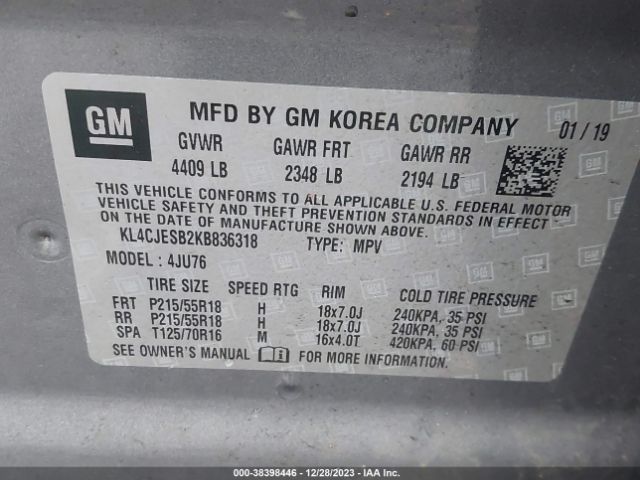 GM MFD BY GM KOREA COMPANY 01/19
GVWR GAWR FRT GAWR RR
4409 LB 2348 LB 2194 LB
THIS VEHICLE CONFORMS TO ALL APPLICABLE U.S. FEDERAL MOTOR
VEHICLE SAFETY AND THEFT PREVENTION STANDARDS IN EFFECT
ON THE DATE OF MANUFACTURE SHOWN ABOVE.
KL4CJESB2KB836318 TYPE: MPV
MODEL: 4JU76
TIRE SIZE SPEED RTG RIM COLD TIRE PRESSURE
FRT P215/55R18 H 18x7.0J 240KPA, 35 PSI
RR P215/55R18 H 18x7.0J 240KPA, 35 PSI
SPA T125/70R16 M 16x4.0T 420KPA, 60 PSI
SEE OWNER'S MANUAL FOR MORE INFORMATION.
000-38398446 - 12/28/2023 - IAA Inc.